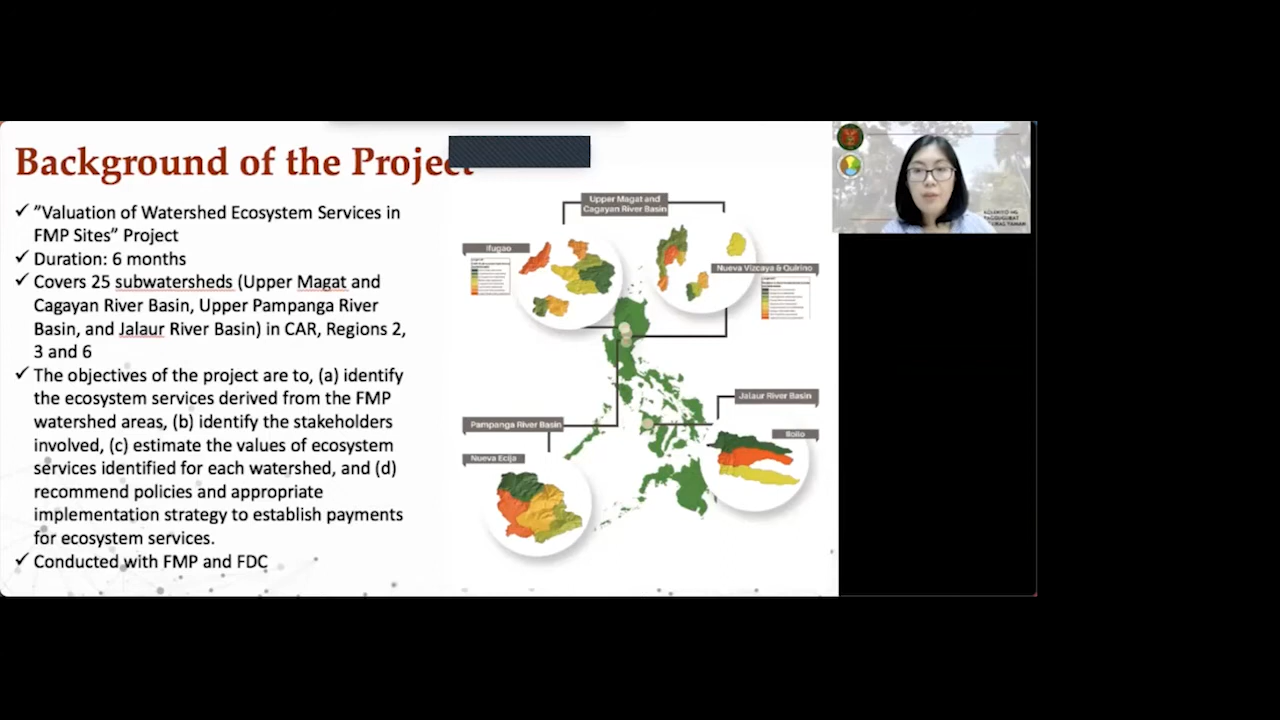 Background of the Project
✓ ”Valuation of Watershed Ecosystem Services in
FMP Sites” Project
✓ Duration: 6 months
✓ Covers 25 subwatersheds (Upper Magat and
Cagayan River Basin, Upper Pampanga River
Basin, and Jalaur River Basin) in CAR, Regions 2,
3 and 6
✓ The objectives of the project are to, (a) identify
the ecosystem services derived from the FMP
watershed areas, (b) identify the stakeholders
involved, (c) estimate the values of ecosystem
services identified for each watershed, and (d)
recommend policies and appropriate
implementation strategy to establish payments
for ecosystem services.
✓ Conducted with FMP and FDC
Upper Magat and
Cagayan River Basin
Ifugao
Nueva Vizcaya & Quirino
Jalaur River Basin
Iloilo
Pampanga River Basin
Nueva Ecija